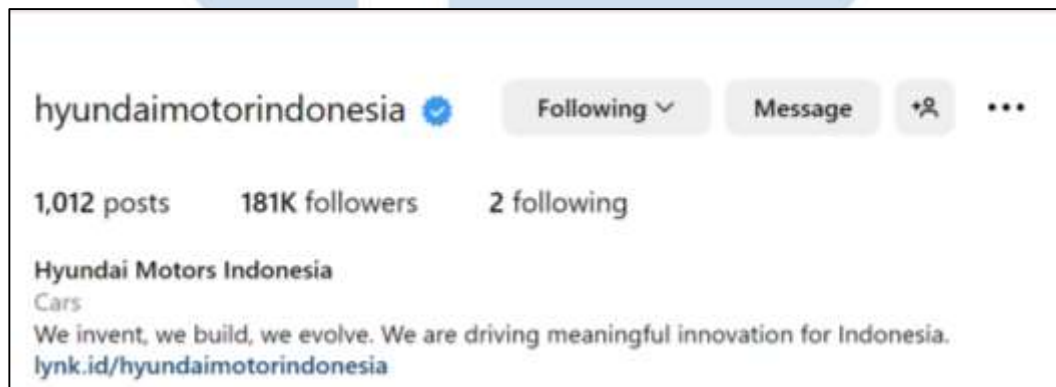 hyundaimotorindonesia Following Message
1,012 posts 181K followers 2 following
Hyundai Motors Indonesia
Cars
We invent, we build, we evolve. We are driving meaningful innovation for Indonesia.
lynk.id/hyundaimotorindonesia